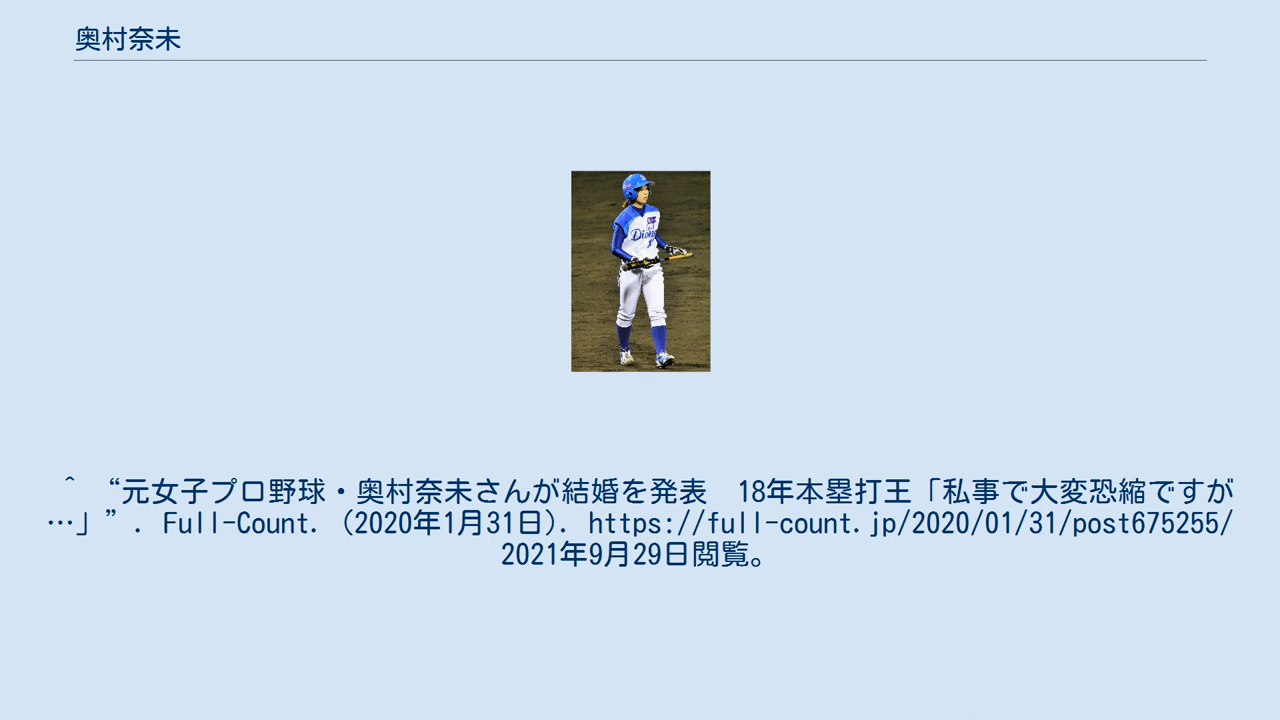 奥村奈未
^ “元女子プロ野球・奥村奈未さんが結婚を発表　18年本塁打王「私事で大変恐縮ですが
…」”. Full-Count. (2020年1月31日). https://full-count.jp/2020/01/31/post675255/
2021年9月29日閲覧。